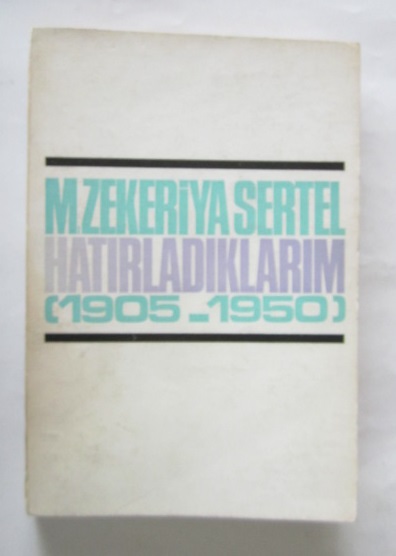 M.ZEKERİYA SERTEL
HATIRLADIKLARIM
(1905-1950)